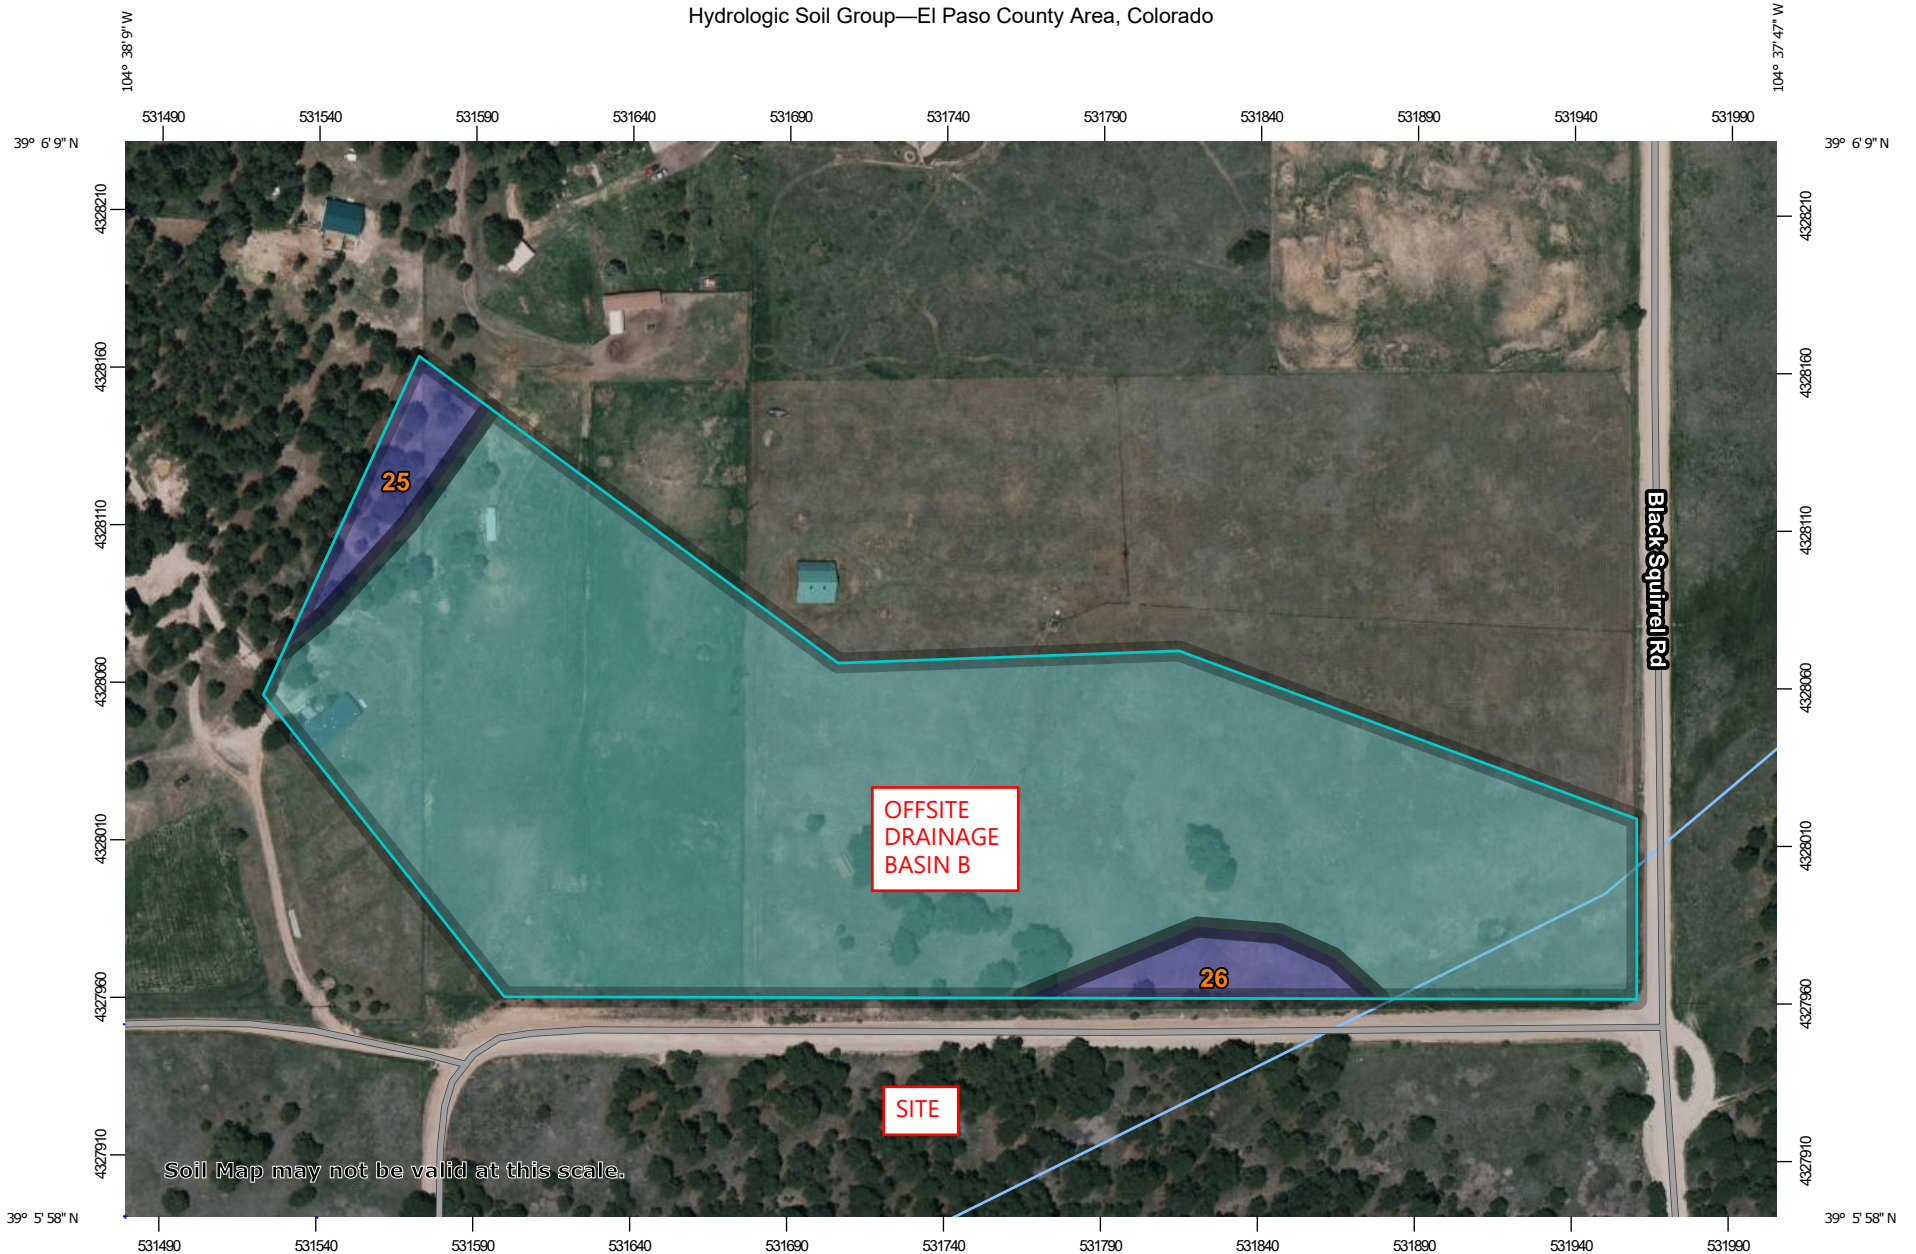 Hydrologic Soil Group—El Paso County Area, Colorado
104° 38' 9" W
104° 37' 47" W
531490 531540 531590 531640 531690 531740 531790 531840 531890 531940 531990
39° 6' 9" N
39° 6' 9" N
4328210
4328210
4328160
4328160
25
4328110
4328110
Black Squirrel Rd
4328060
4328060
OFFSITE
DRAINAGE
BASIN B
4328010
4328010
26
4327960
4327960
SITE
4327910
4327910
Soil Map may not be valid at this scale.
39° 5' 58" N
39° 5' 58" N
531490 531540 531590 531640 531690 531740 531790 531840 531890 531940 531990